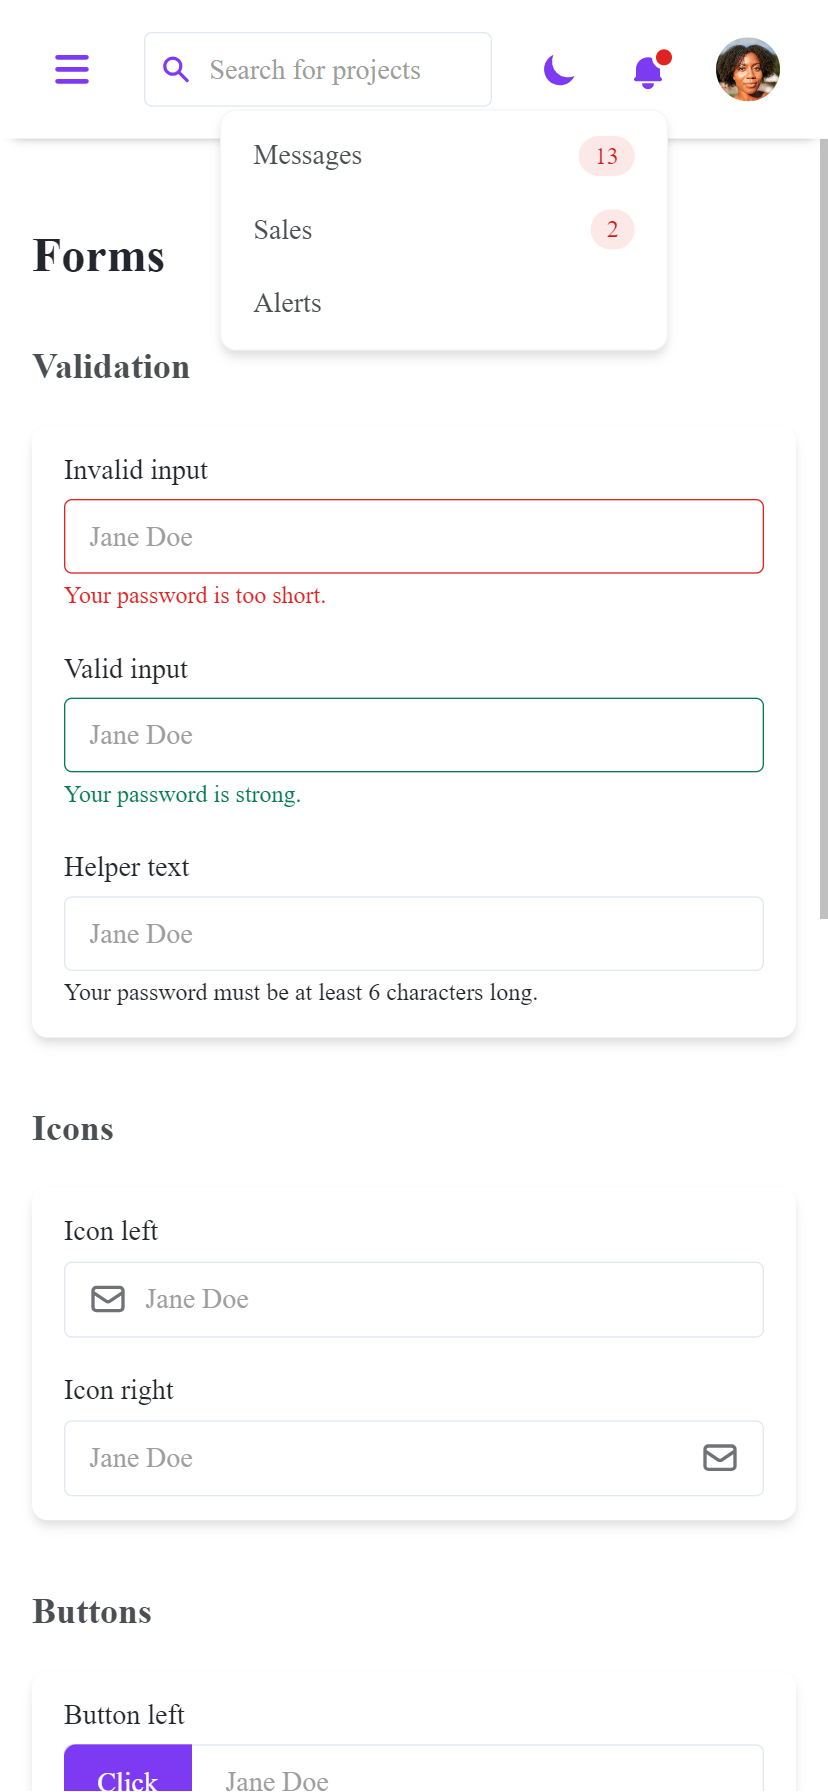 Search for projects
Messages 13
Sales 2
Alerts
Forms
Validation
Invalid input
Jane Doe
Your password is too short.
Valid input
Jane Doe
Your password is strong.
Helper text
Jane Doe
Your password must be at least 6 characters long.
Icons
Icon left
Jane Doe
Icon right
Jane Doe
Buttons
Button left
Click Jane Doe